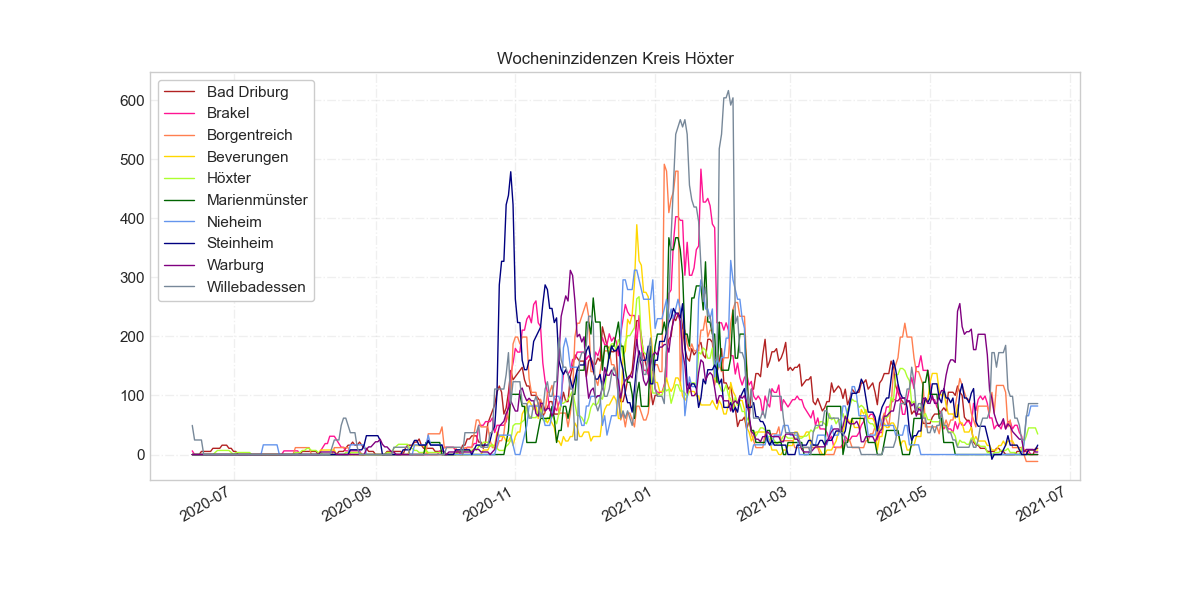 Wocheninzidenzen Kreis Höxter
Bad Driburg
Brakel
Borgentreich
Beverungen
Höxter
Marienmünster
Nieheim
Steinheim
Warburg
Willebadessen
600
500
400
300
200
100
0
2020-07
2020-09
2020-11
2021-01
2021-03
2021-05
2021-07